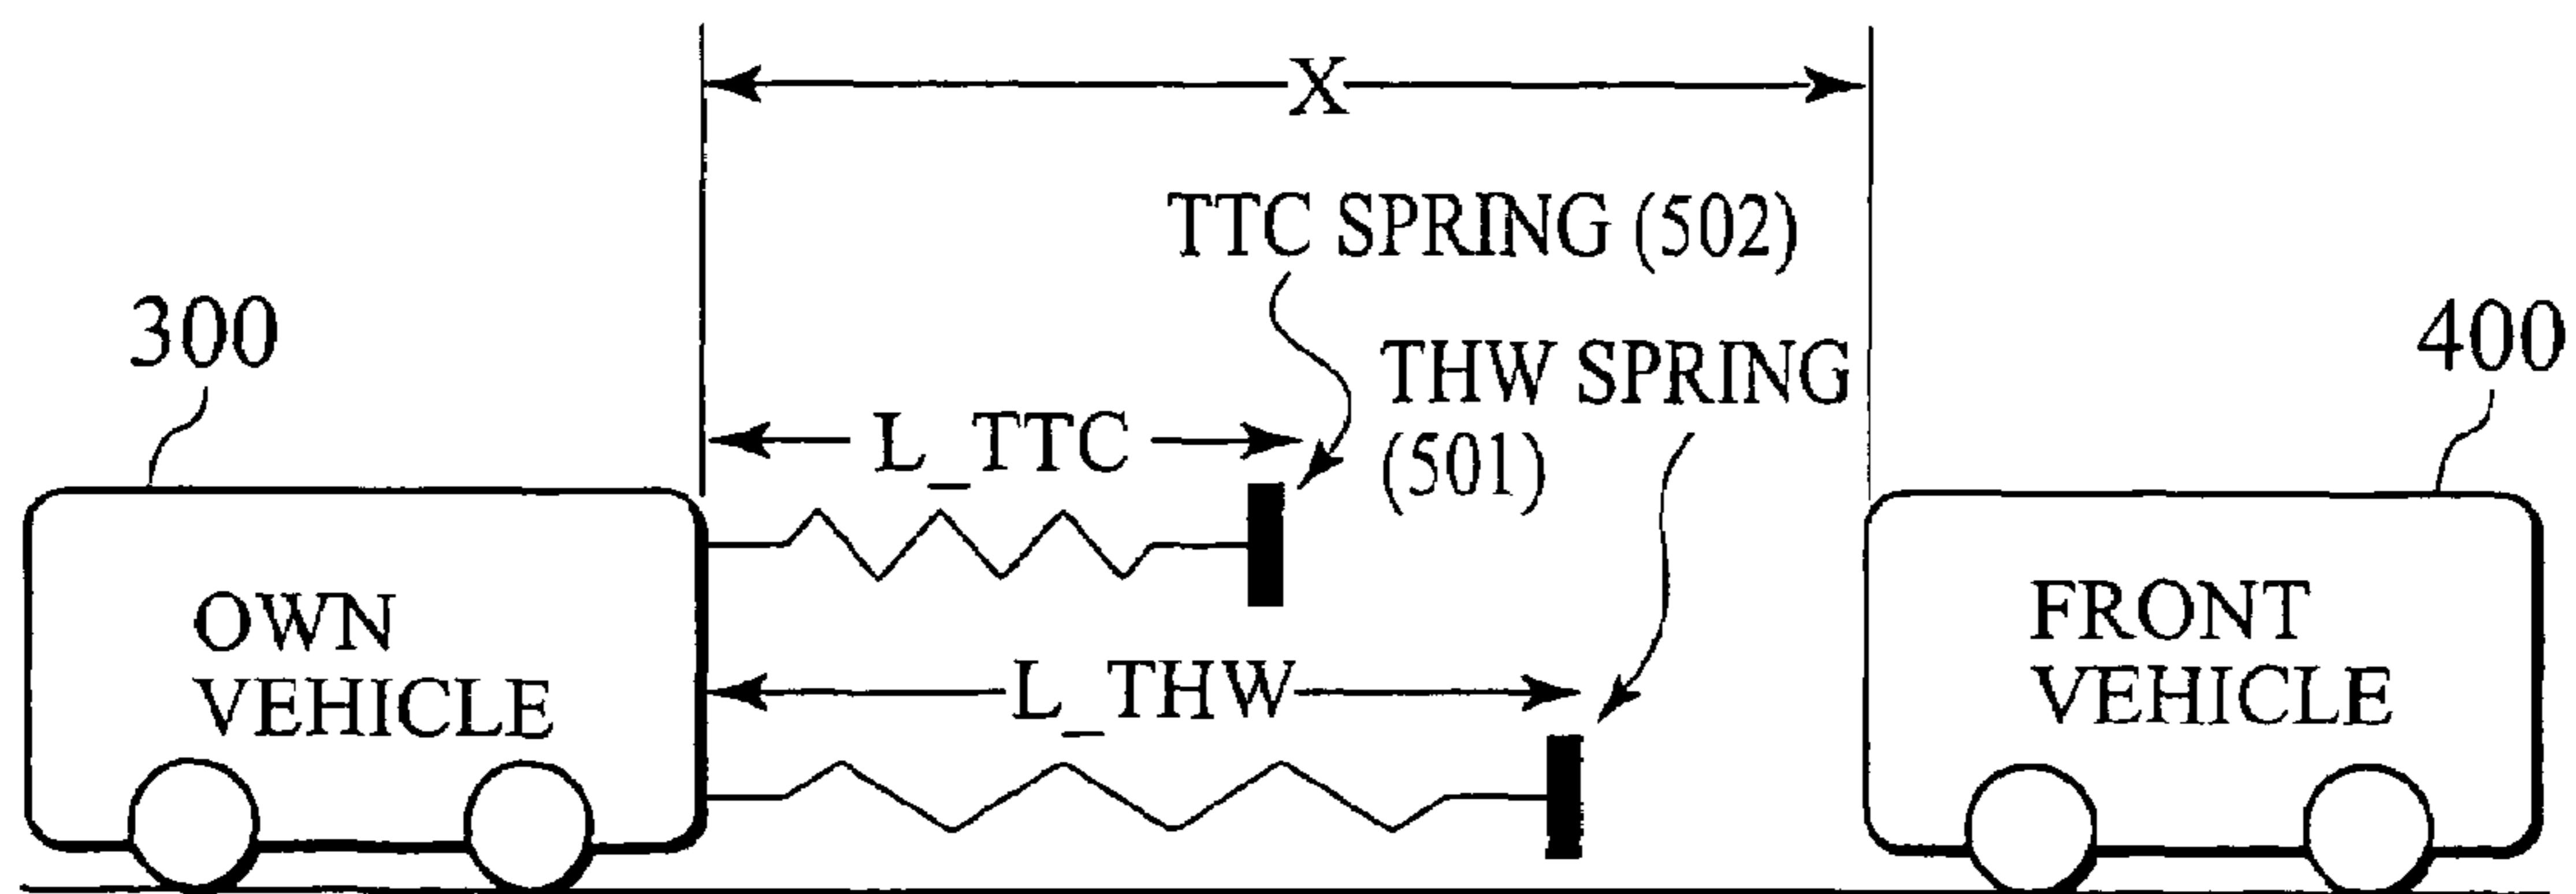 X
TTC SPRING (502)
300
THW SPRING
(501)
400
L_TTC
L_THW
OWN
VEHICLE
FRONT
VEHICLE